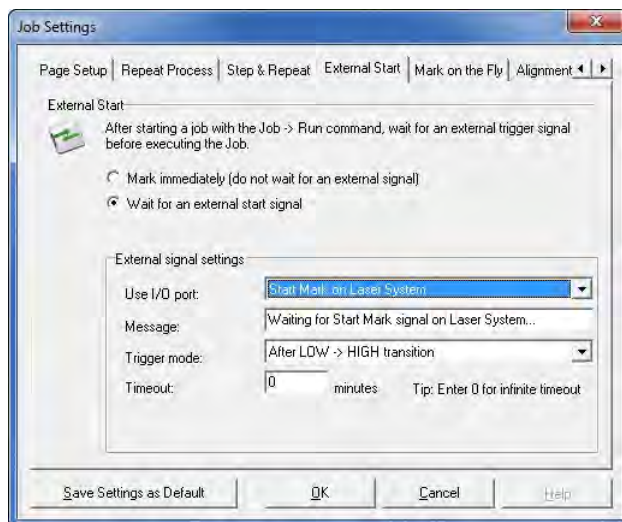 Job Settings
Page Setup Repeat Process Step & Repeat External Start Mark on the Fly Alignment
External Start
After starting a job with the Job -> Run command, wait for an external trigger signal
before executing the Job.
Mark immediately (do not wait for an external signal)
Wait for an external start signal
External signal settings
Use I/O port: Start Mark on Laser System
Message: Waiting for Start Mark signal on Laser System...
Trigger mode: After LOW -> HIGH transition
Timeout: 0 minutes Tip: Enter 0 for infinite timeout
Save Settings as Default OK Cancel Help